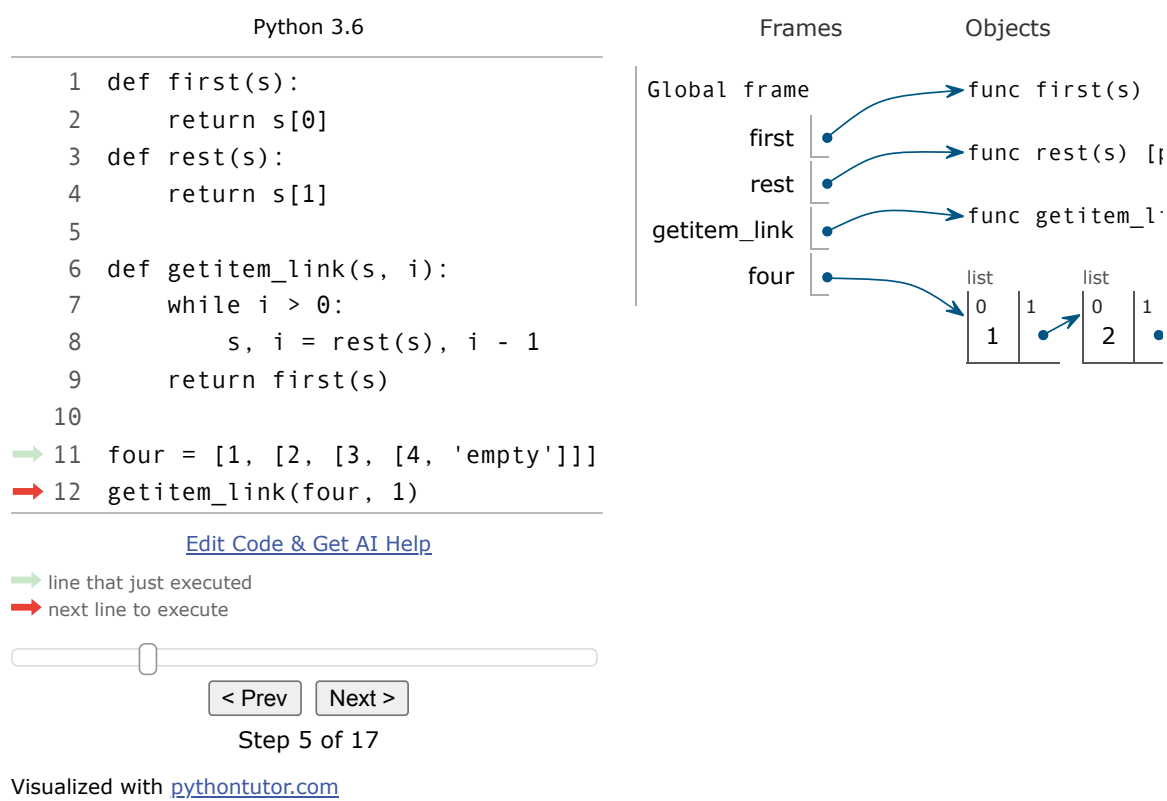 Python 3.6
1 def first(s):
2     return s[0]
3 def rest(s):
4     return s[1]
5
6 def getitem_link(s, i):
7     while i > 0:
8         s, i = rest(s), i - 1
9     return first(s)
10
11 four = [1, [2, [3, [4, 'empty']]]]
12 getitem_link(four, 1)
Edit Code & Get AI Help
line that just executed
next line to execute
< Prev Next >
Step 5 of 17
Visualized with pythontutor.com
Frames Objects
Global frame func first(s)
first
func rest(s)
rest
getitem_link
four
list list
0 1 0 1
1 2